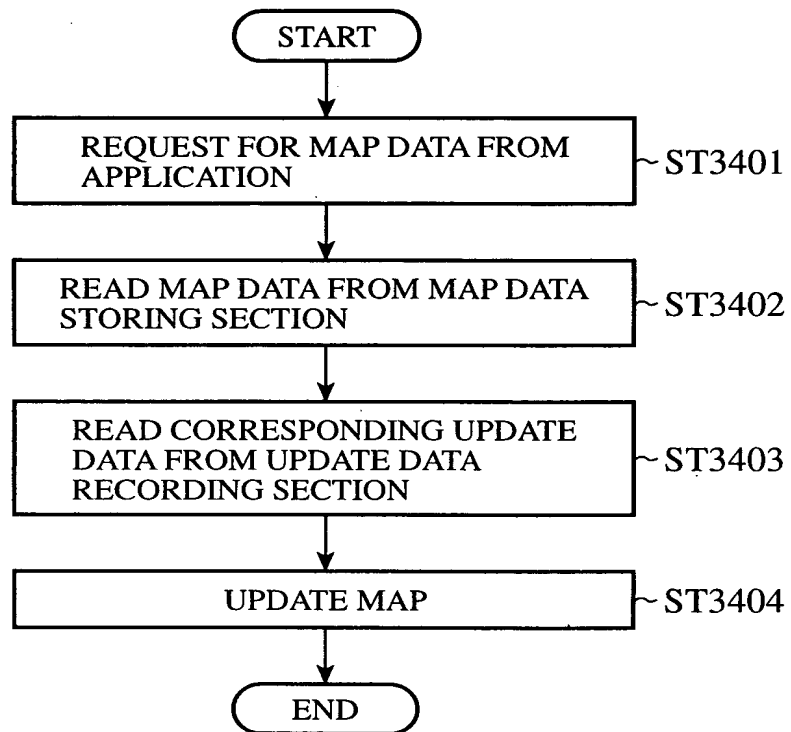 START
REQUEST FOR MAP DATA FROM
APPLICATION
ST3401
READ MAP DATA FROM MAP DATA
STORING SECTION
ST3402
READ CORRESPONDING UPDATE
DATA FROM UPDATE DATA
RECORDING SECTION
ST3403
UPDATE MAP
ST3404
END